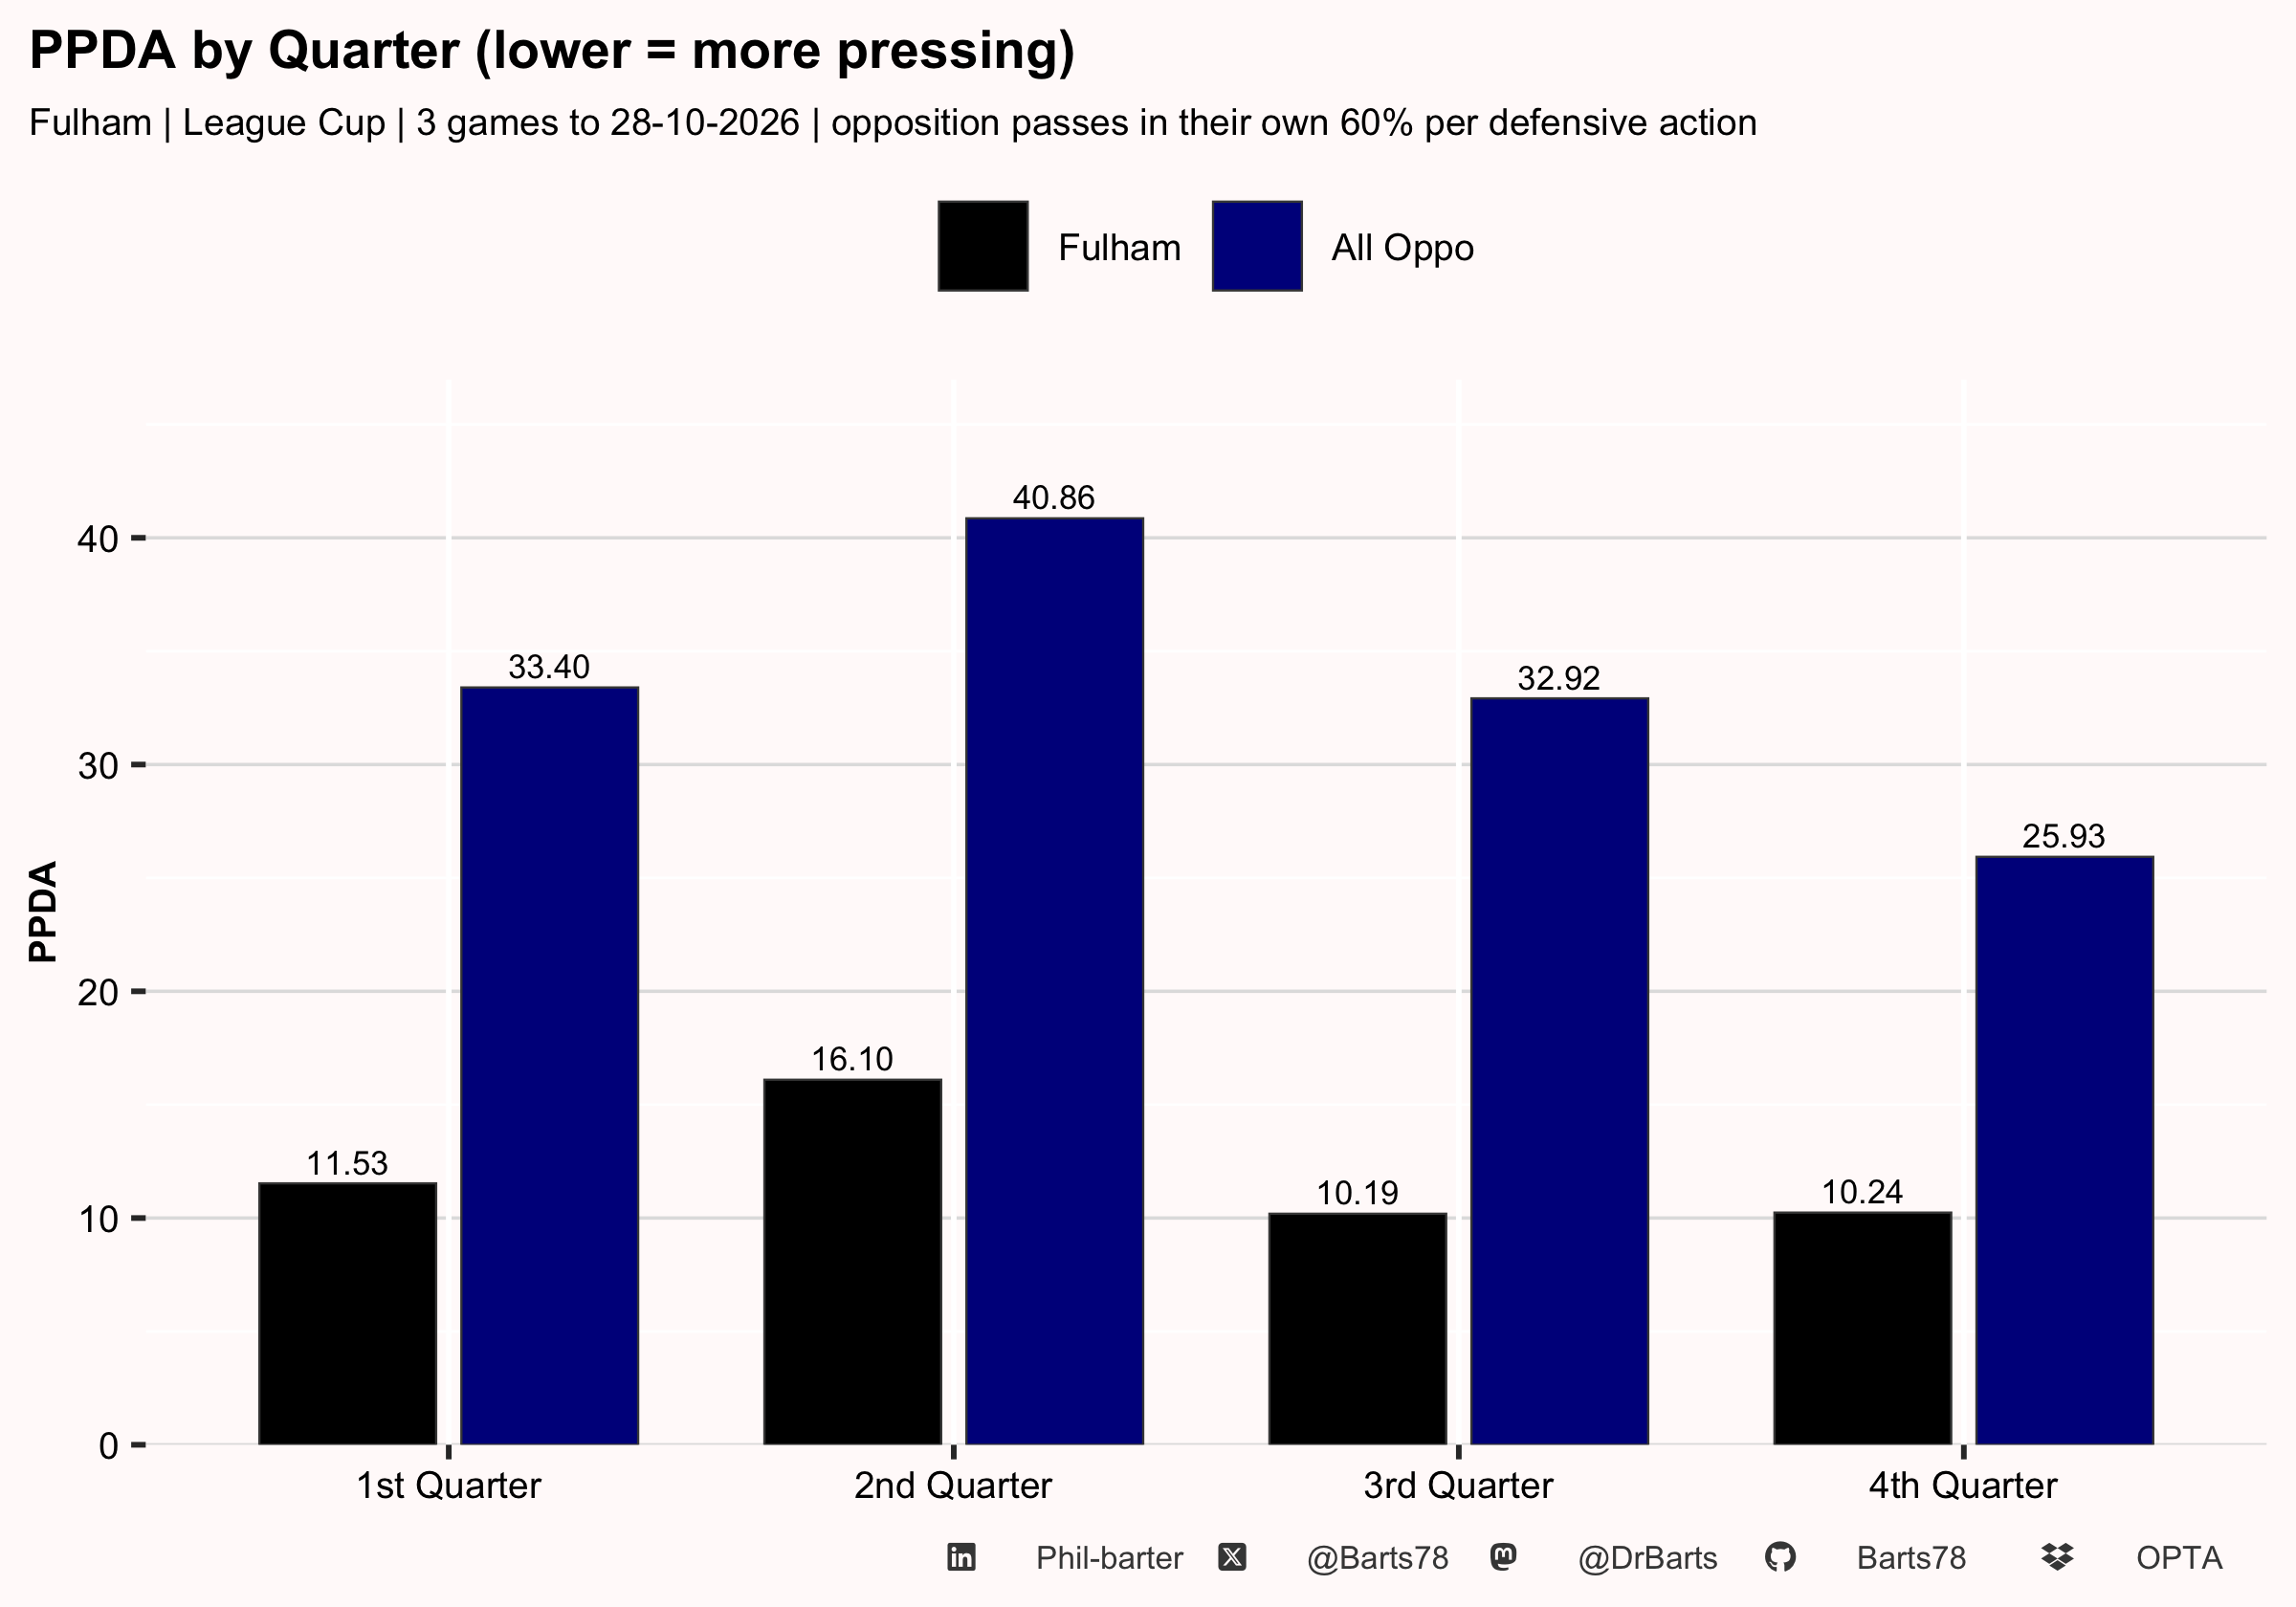 PPDA by Quarter (lower = more pressing)
Fulham | League Cup | 3 games to 28-10-2026 | opposition passes in their own 60% per defensive action
Fulham All Oppo
PPDA
40
30
20
10
0
11.53 33.40 16.10 40.86 10.19 32.92 10.24 25.93
1st Quarter 2nd Quarter 3rd Quarter 4th Quarter
Phil-barter @Barts78 @DrBarts Barts78 OPTA